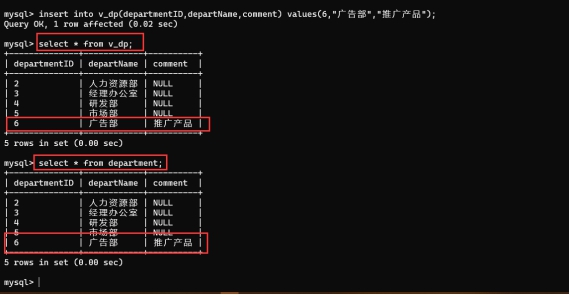 mysql> insert into v_dp(departmentID,departName,comment) values(6,"广告部","推广产品");
Query OK, 1 row affected (0.02 sec)
mysql> select * from v_dp;
+--------------+------------+----------+
| departmentID | departName | comment |
+--------------+------------+----------+
| 2 | 人力资源部 | NULL |
| 3 | 经理办公室 | NULL |
| 4 | 研发部 | NULL |
| 5 | 市场部 | NULL |
| 6 | 广告部 | 推广产品 |
+--------------+------------+----------+
5 rows in set (0.00 sec)
mysql> select * from department;
+--------------+------------+----------+
| departmentID | departName | comment |
+--------------+------------+----------+
| 2 | 人力资源部 | NULL |
| 3 | 经理办公室 | NULL |
| 4 | 研发部 | NULL |
| 5 | 市场部 | NULL |
| 6 | 广告部 | 推广产品 |
+--------------+------------+----------+
5 rows in set (0.00 sec)
mysql>